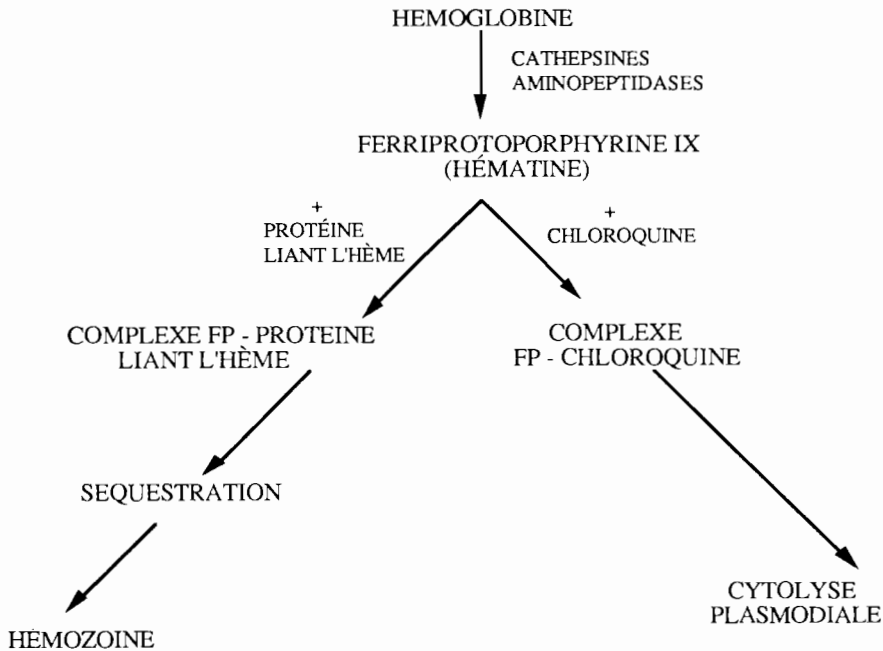 HEMOGLOBINE
CATHEPSINES
AMINOPEPTIDASES
FERRIPROTOPORPHYRINE IX
(HÉMATINE)
+
PROTÉINE
LIANT L'HÈME
+
CHLOROQUINE
COMPLEXE FP - PROTEINE
LIANT L'HÈME
COMPLEXE
FP - CHLOROQUINE
SEQUESTRATION
CYTOLYSE
PLASMODIALE
HÉMOZOINE